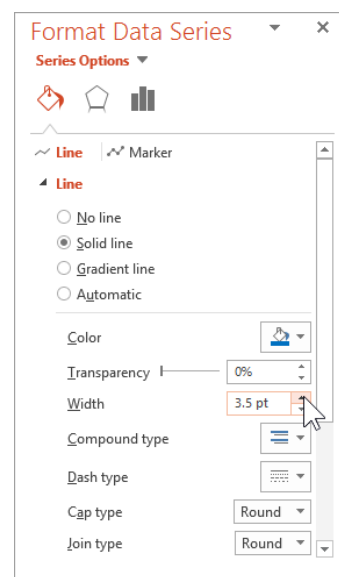 Format Data Series
Series Options
Line Marker
Line
No line
Solid line
Gradient line
Automatic
Color
Transparency 0%
Width 3.5 pt
Compound type
Dash type
Cap type Round
Join type Round